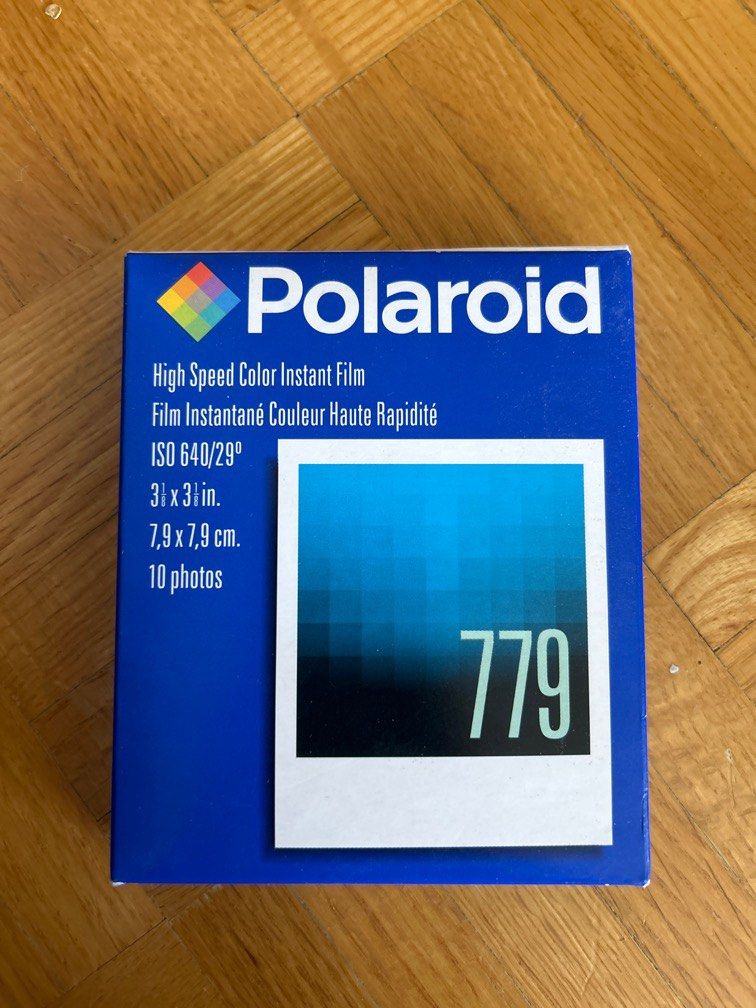 Polaroid
High Speed Color Instant Film
Film Instantané Couleur Haute Rapidité
ISO 640/29º
3⅛ x 3⅛ in.
7,9 x 7,9 cm.
10 photos
779